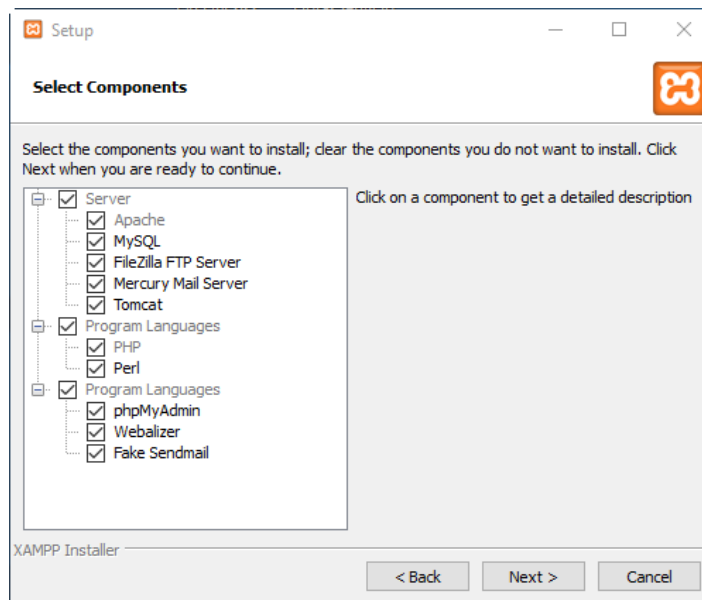 Setup
Select Components
Select the components you want to install; clear the components you do not want to install. Click
Next when you are ready to continue.
Server
Apache
MySQL
FileZilla FTP Server
Mercury Mail Server
Tomcat
Program Languages
PHP
Perl
Program Languages
phpMyAdmin
Webalizer
Fake Sendmail
Click on a component to get a detailed description
XAMPP Installer
< Back
Next >
Cancel